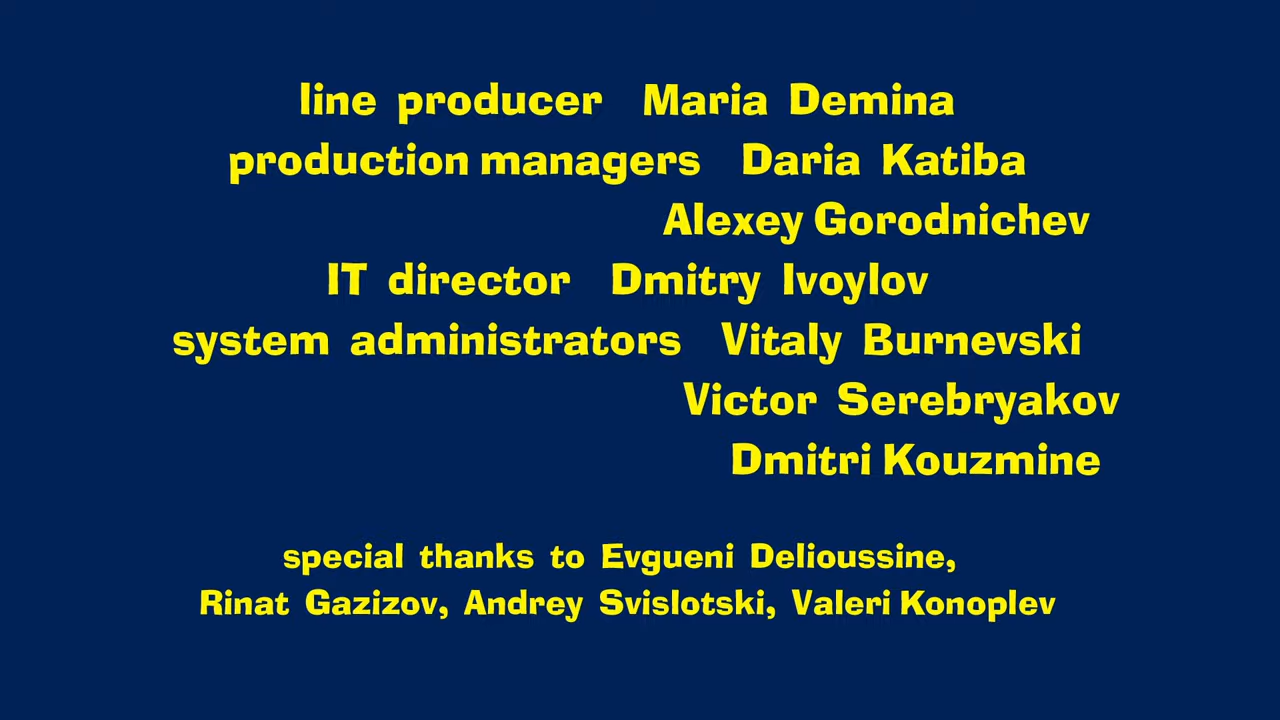 line producer Maria Demina
production managers Daria Katiba
Alexey Gorodnichev
IT director Dmitry Ivoylov
system administrators Vitaly Burnevski
Victor Serebryakov
Dmitri Kouzmine
special thanks to Evgueni Delioussine,
Rinat Gazizov, Andrey Svislotski, Valeri Konoplev